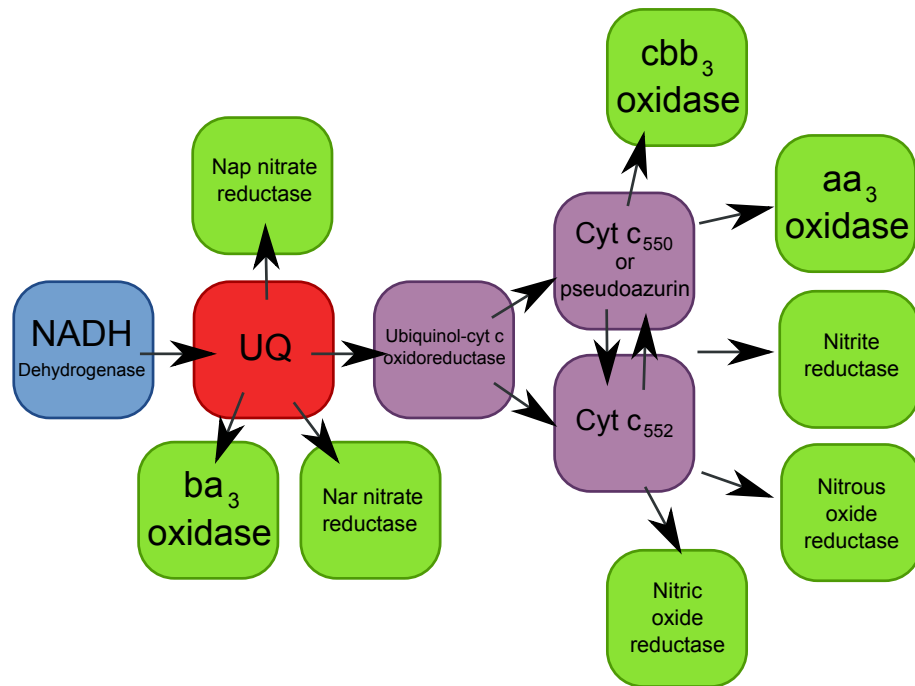 cbb₃
oxidase
Nap nitrate
reductase
aa₃
oxidase
Cyt c₅₅₀
or
pseudoazurin
NADH
Dehydrogenase
UQ
Ubiquinol-cyt c
oxidoreductase
Nitrite
reductase
Cyt c₅₅₂
ba₃
oxidase
Nar nitrate
reductase
Nitrous
oxide
reductase
Nitric
oxide
reductase